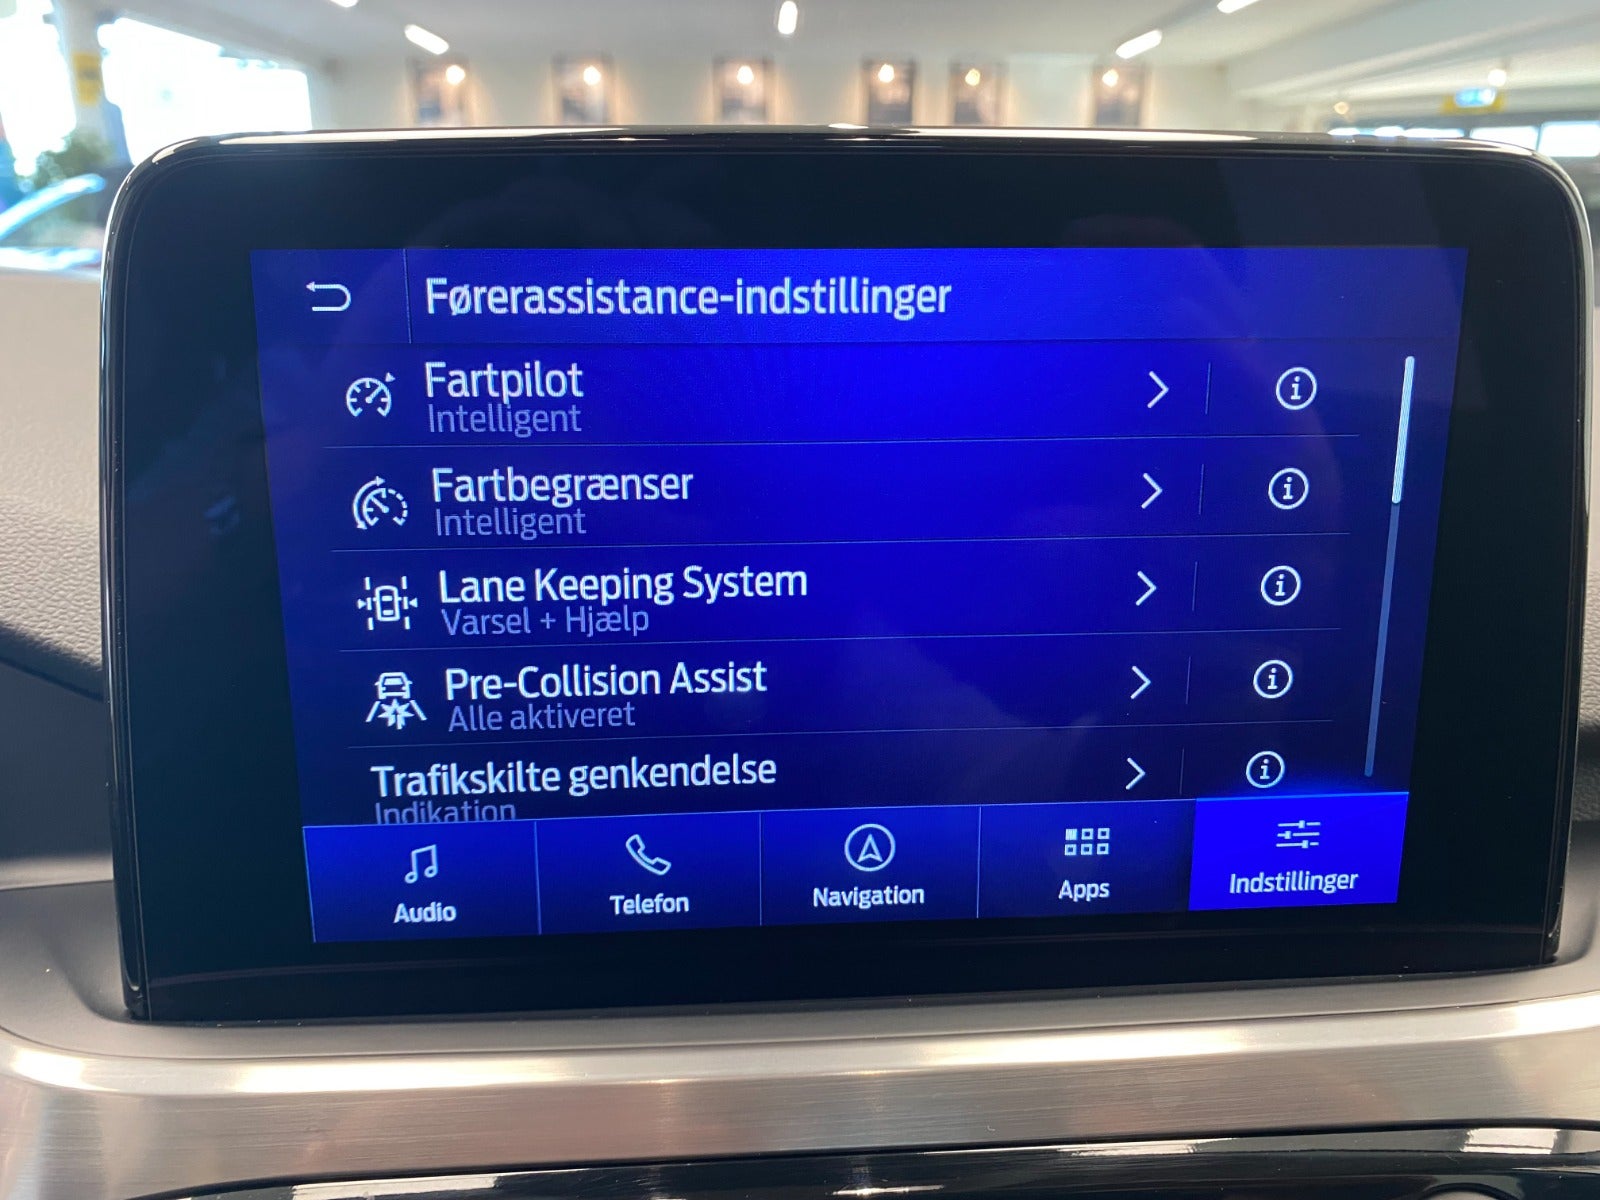 Førerassistance-indstillinger
Fartpilot
Intelligent
Fartbegrænser
Intelligent
Lane Keeping System
Varsel + Hjælp
Pre-Collision Assist
Alle aktiveret
Trafikskilte genkendelse
Indikation
Audio
Telefon
Navigation
Apps
Indstillinger